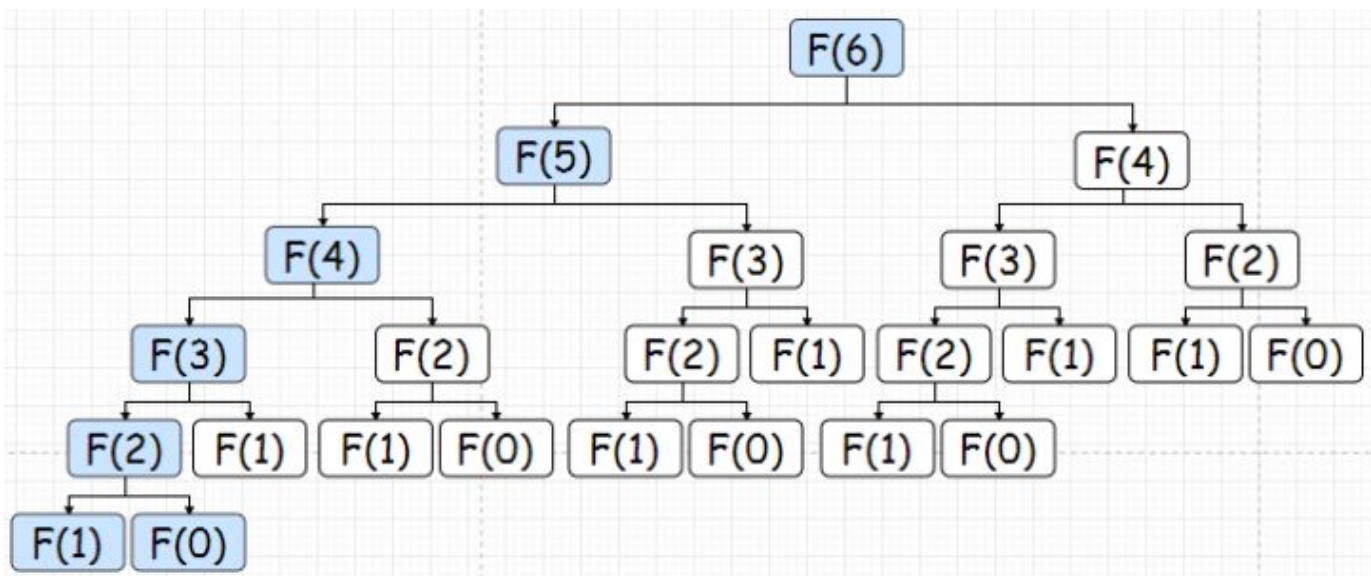 F(6)
F(5) F(4)
F(4) F(3) F(3) F(2)
F(3) F(2) F(2) F(1) F(2) F(1) F(1) F(0)
F(2) F(1) F(1) F(0) F(1) F(0) F(1) F(0)
F(1) F(0)